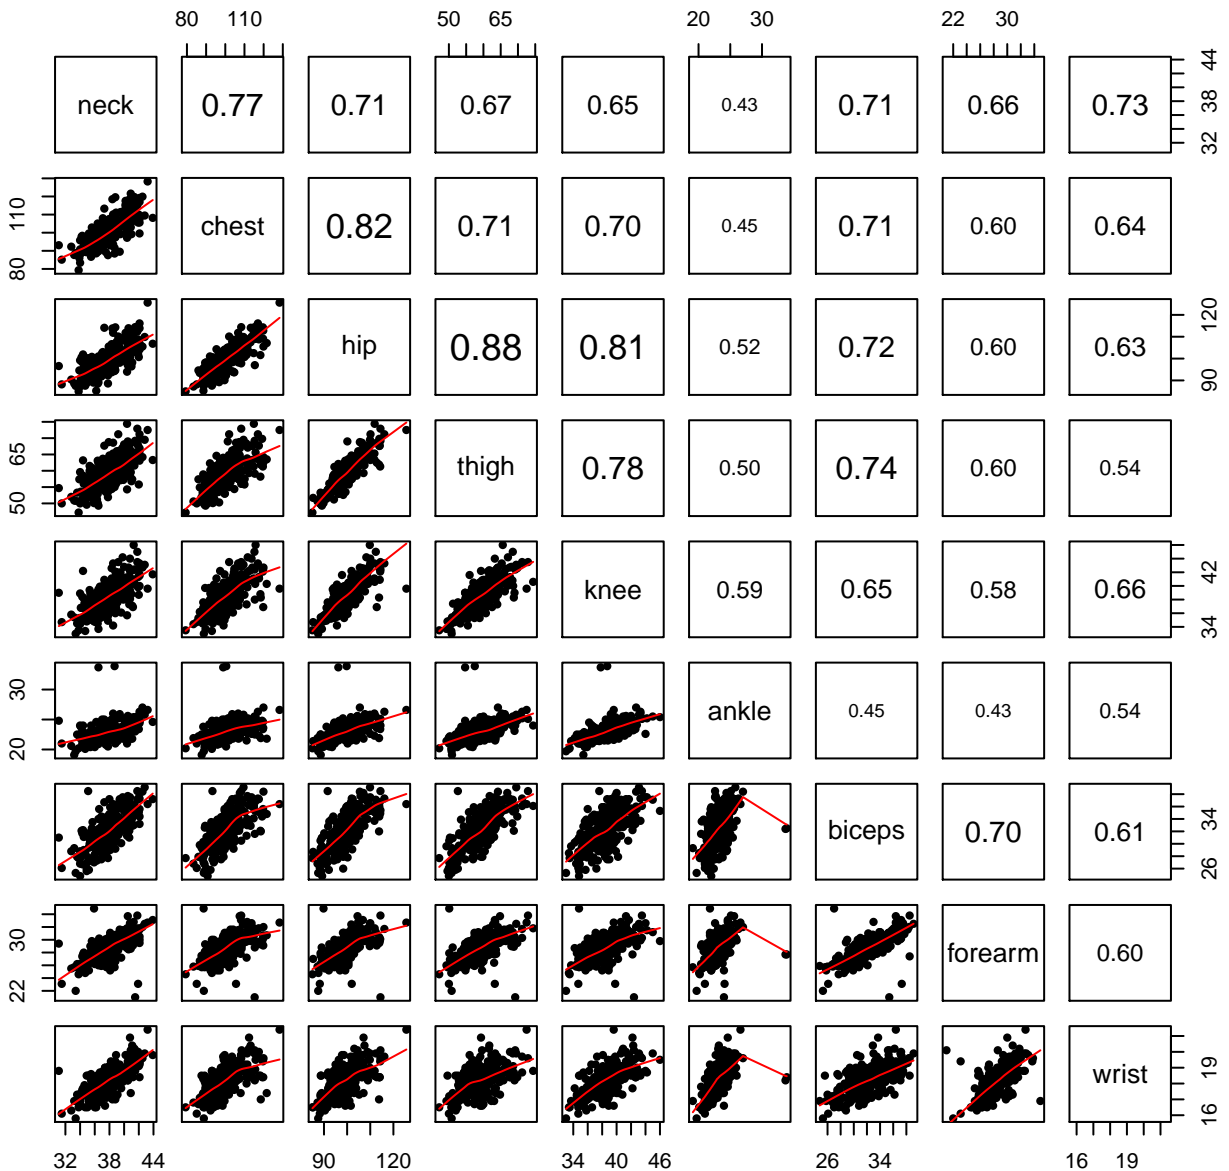 80 110 50 65 20 30 22 30
neck 0.77 0.71 0.67 0.65 0.43 0.71 0.66 0.73 32 38 44
80 110 chest 0.82 0.71 0.70 0.45 0.71 0.60 0.64
hip 0.88 0.81 0.52 0.72 0.60 0.63 90 120
50 65 thigh 0.78 0.50 0.74 0.60 0.54
knee 0.59 0.65 0.58 0.66 34 42
20 30 ankle 0.45 0.43 0.54
biceps 0.70 0.61 26 34
22 30 forearm 0.60
wrist 16 19
32 38 44 90 120 34 40 46 26 34 16 19